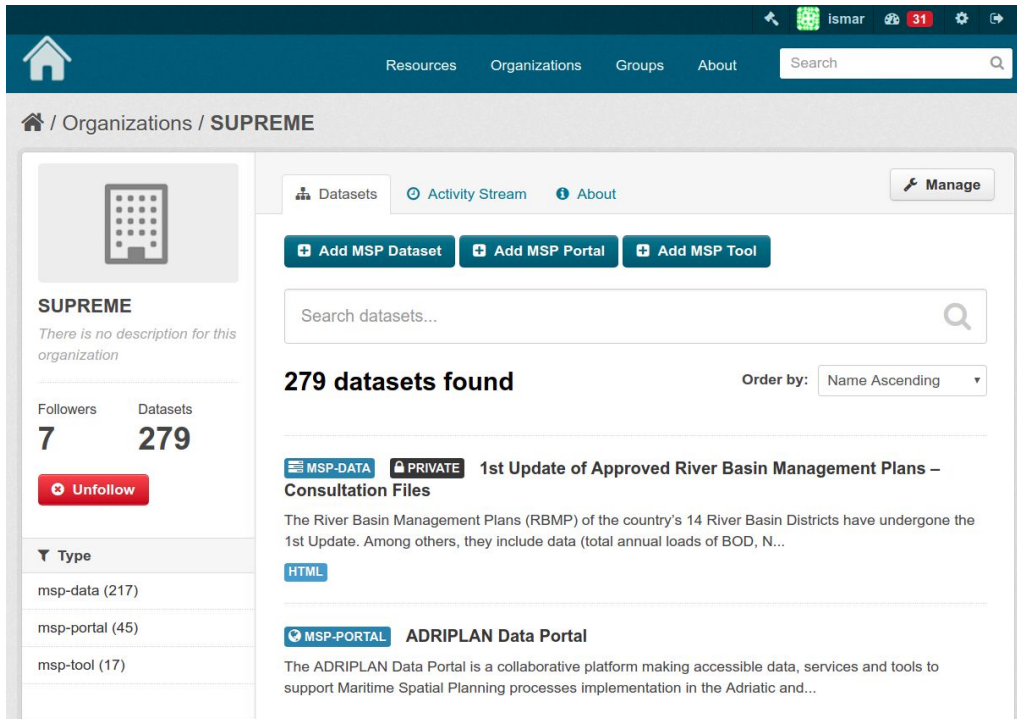 ismar 31
Resources Organizations Groups About Search
/ Organizations / SUPREME
Datasets Activity Stream About Manage
Add MSP Dataset Add MSP Portal Add MSP Tool
Search datasets...
SUPREME
There is no description for this
organization
279 datasets found Order by: Name Ascending
Followers Datasets
7 279
Unfollow
MSP-DATA PRIVATE 1st Update of Approved River Basin Management Plans –
Consultation Files
The River Basin Management Plans (RBMP) of the country's 14 River Basin Districts have undergone the
1st Update. Among others, they include data (total annual loads of BOD, N...
HTML
Type
msp-data (217)
msp-portal (45)
msp-tool (17)
MSP-PORTAL ADRIPLAN Data Portal
The ADRIPLAN Data Portal is a collaborative platform making accessible data, services and tools to
support Maritime Spatial Planning processes implementation in the Adriatic and...